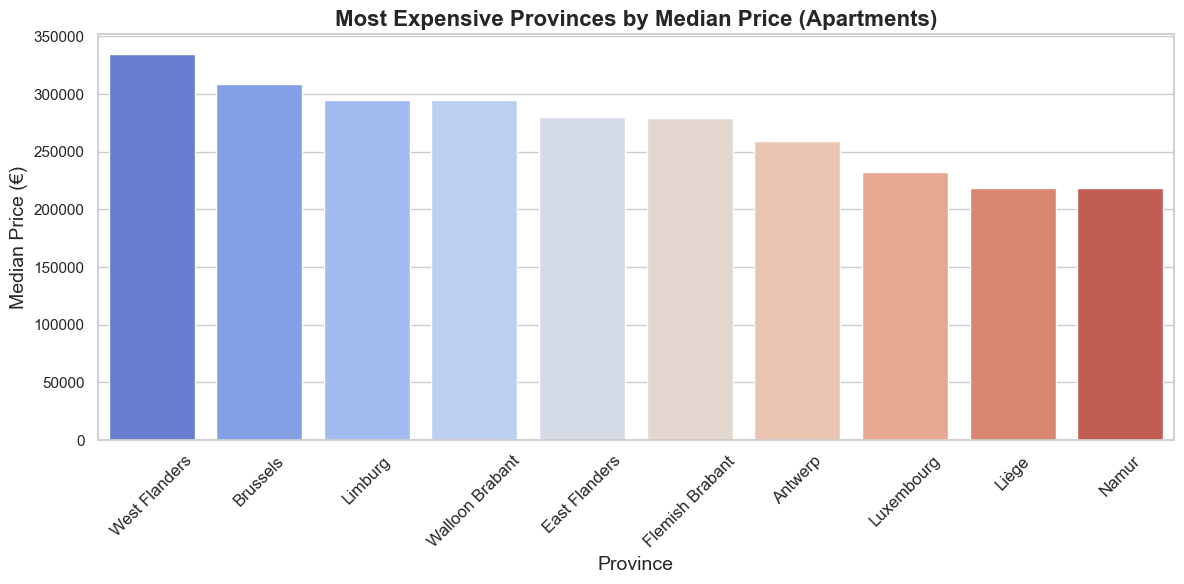 Most Expensive Provinces by Median Price (Apartments)
Median Price (€)
350000
300000
250000
200000
150000
100000
50000
0
West Flanders
Brussels
Limburg
Walloon Brabant
East Flanders
Flemish Brabant
Antwerp
Luxembourg
Liège
Namur
Province